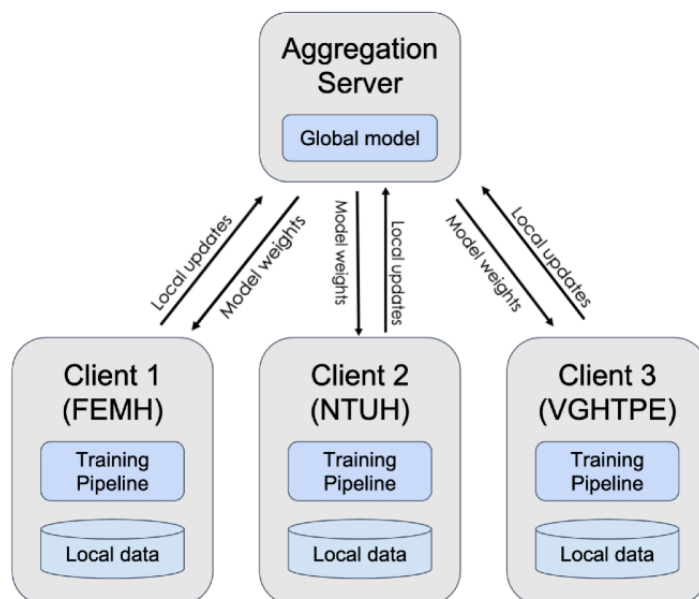 Aggregation
Server
Global model
Local updates
Model weights
Model weights
Local updates
Model weights
Local updates
Client 1
(FEMH)
Training
Pipeline
Local data
Client 2
(NTUH)
Training
Pipeline
Local data
Client 3
(VGHTPE)
Training
Pipeline
Local data